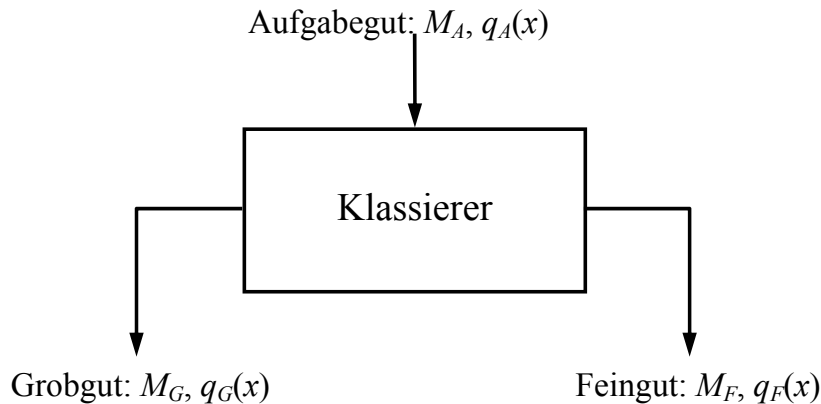 Aufgabegut: M_A, q_A(x)
Klassierer
Grobgut: M_G, q_G(x)
Feingut: M_F, q_F(x)